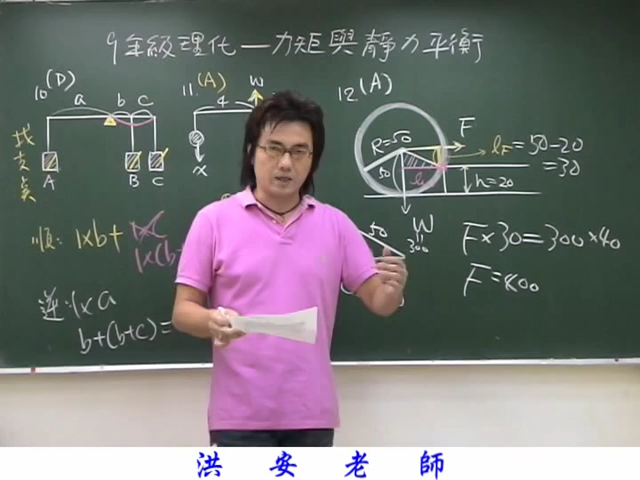 9年級理化—力矩與靜力平衡
10(D)
a b c
找支點
A B C
順:1×b+ 1×C
1×(b+
逆:1×a
b+(b+c)=
11(A)
W
4
x
12(A)
R=50
F
50
h=20
ℓF=50-20
=30
W
300
50
F×30=300×40
F=400
洪安老師